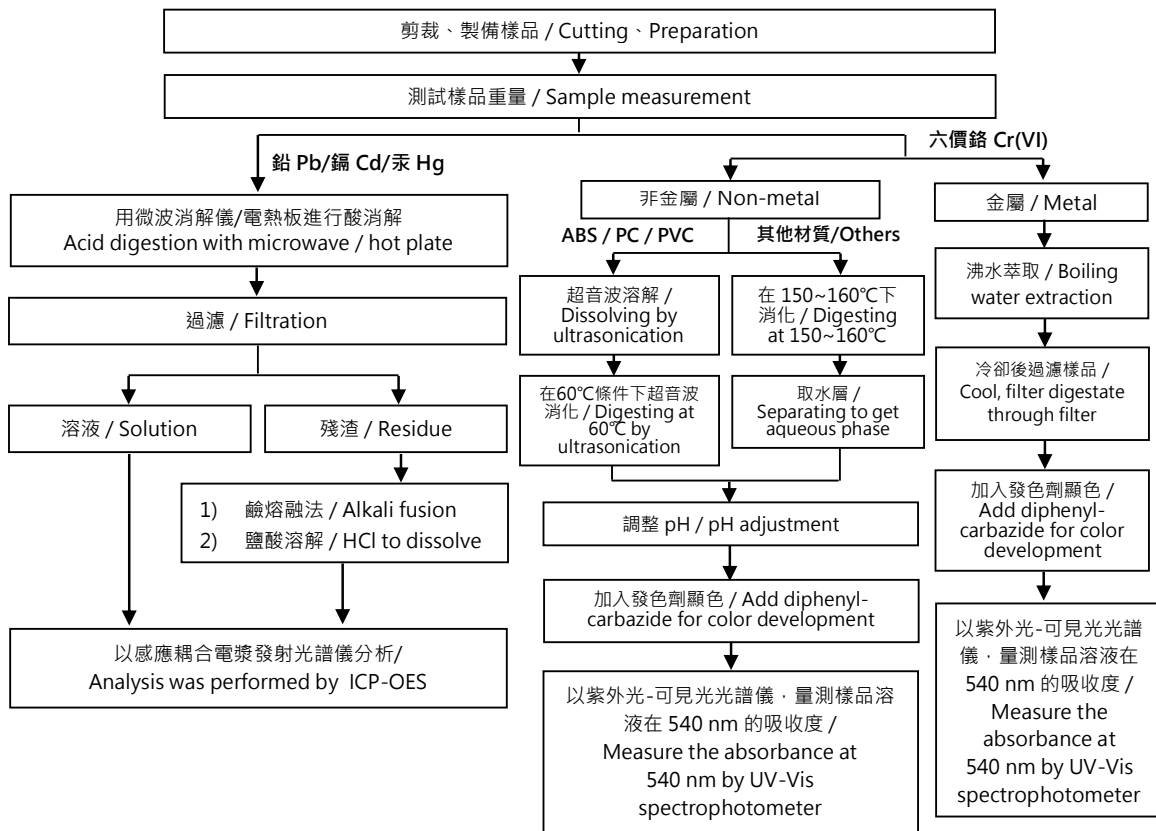 剪裁、製備樣品 / Cutting、Preparation
測試樣品重量 / Sample measurement
鉛 Pb/鎘 Cd/汞 Hg
六價鉻 Cr(VI)
用微波消解儀/電熱板進行酸消解
Acid digestion with microwave / hot plate
過濾 / Filtration
溶液 / Solution
殘渣 / Residue
1) 鹼熔融法 / Alkali fusion
2) 鹽酸溶解 / HCl to dissolve
以感應耦合電漿發射光譜儀分析/
Analysis was performed by ICP-OES
非金屬 / Non-metal
ABS / PC / PVC
其他材質/Others
超音波溶解 /
Dissolving by
ultrasonication
在 150~160℃下
消化 / Digesting
at 150~160℃
在60℃條件下超音波
消化 / Digesting at
60℃ by
ultrasonication
取水層 /
Separating to get
aqueous phase
調整 pH / pH adjustment
加入發色劑顯色 / Add diphenyl-
carbazide for color development
以紫外光-可見光光譜儀，量測樣品溶
液在 540 nm 的吸收度 /
Measure the absorbance at
540 nm by UV-Vis
spectrophotometer
金屬 / Metal
沸水萃取 / Boiling
water extraction
冷卻後過濾樣品 /
Cool, filter digestate
through filter
加入發色劑顯色 /
Add diphenyl-
carbazide for color
development
以紫外光-可見光光譜
儀，量測樣品溶液在
540 nm 的吸收度 /
Measure the
absorbance at
540 nm by UV-Vis
spectrophotometer